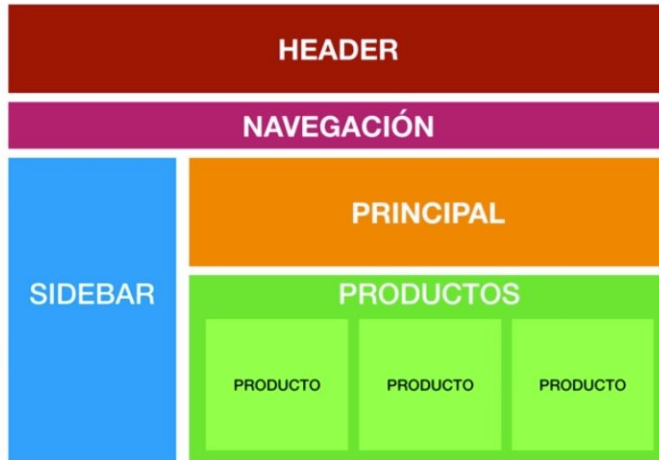 HEADER
NAVEGACIÓN
SIDEBAR
PRINCIPAL
PRODUCTOS
PRODUCTO
PRODUCTO
PRODUCTO